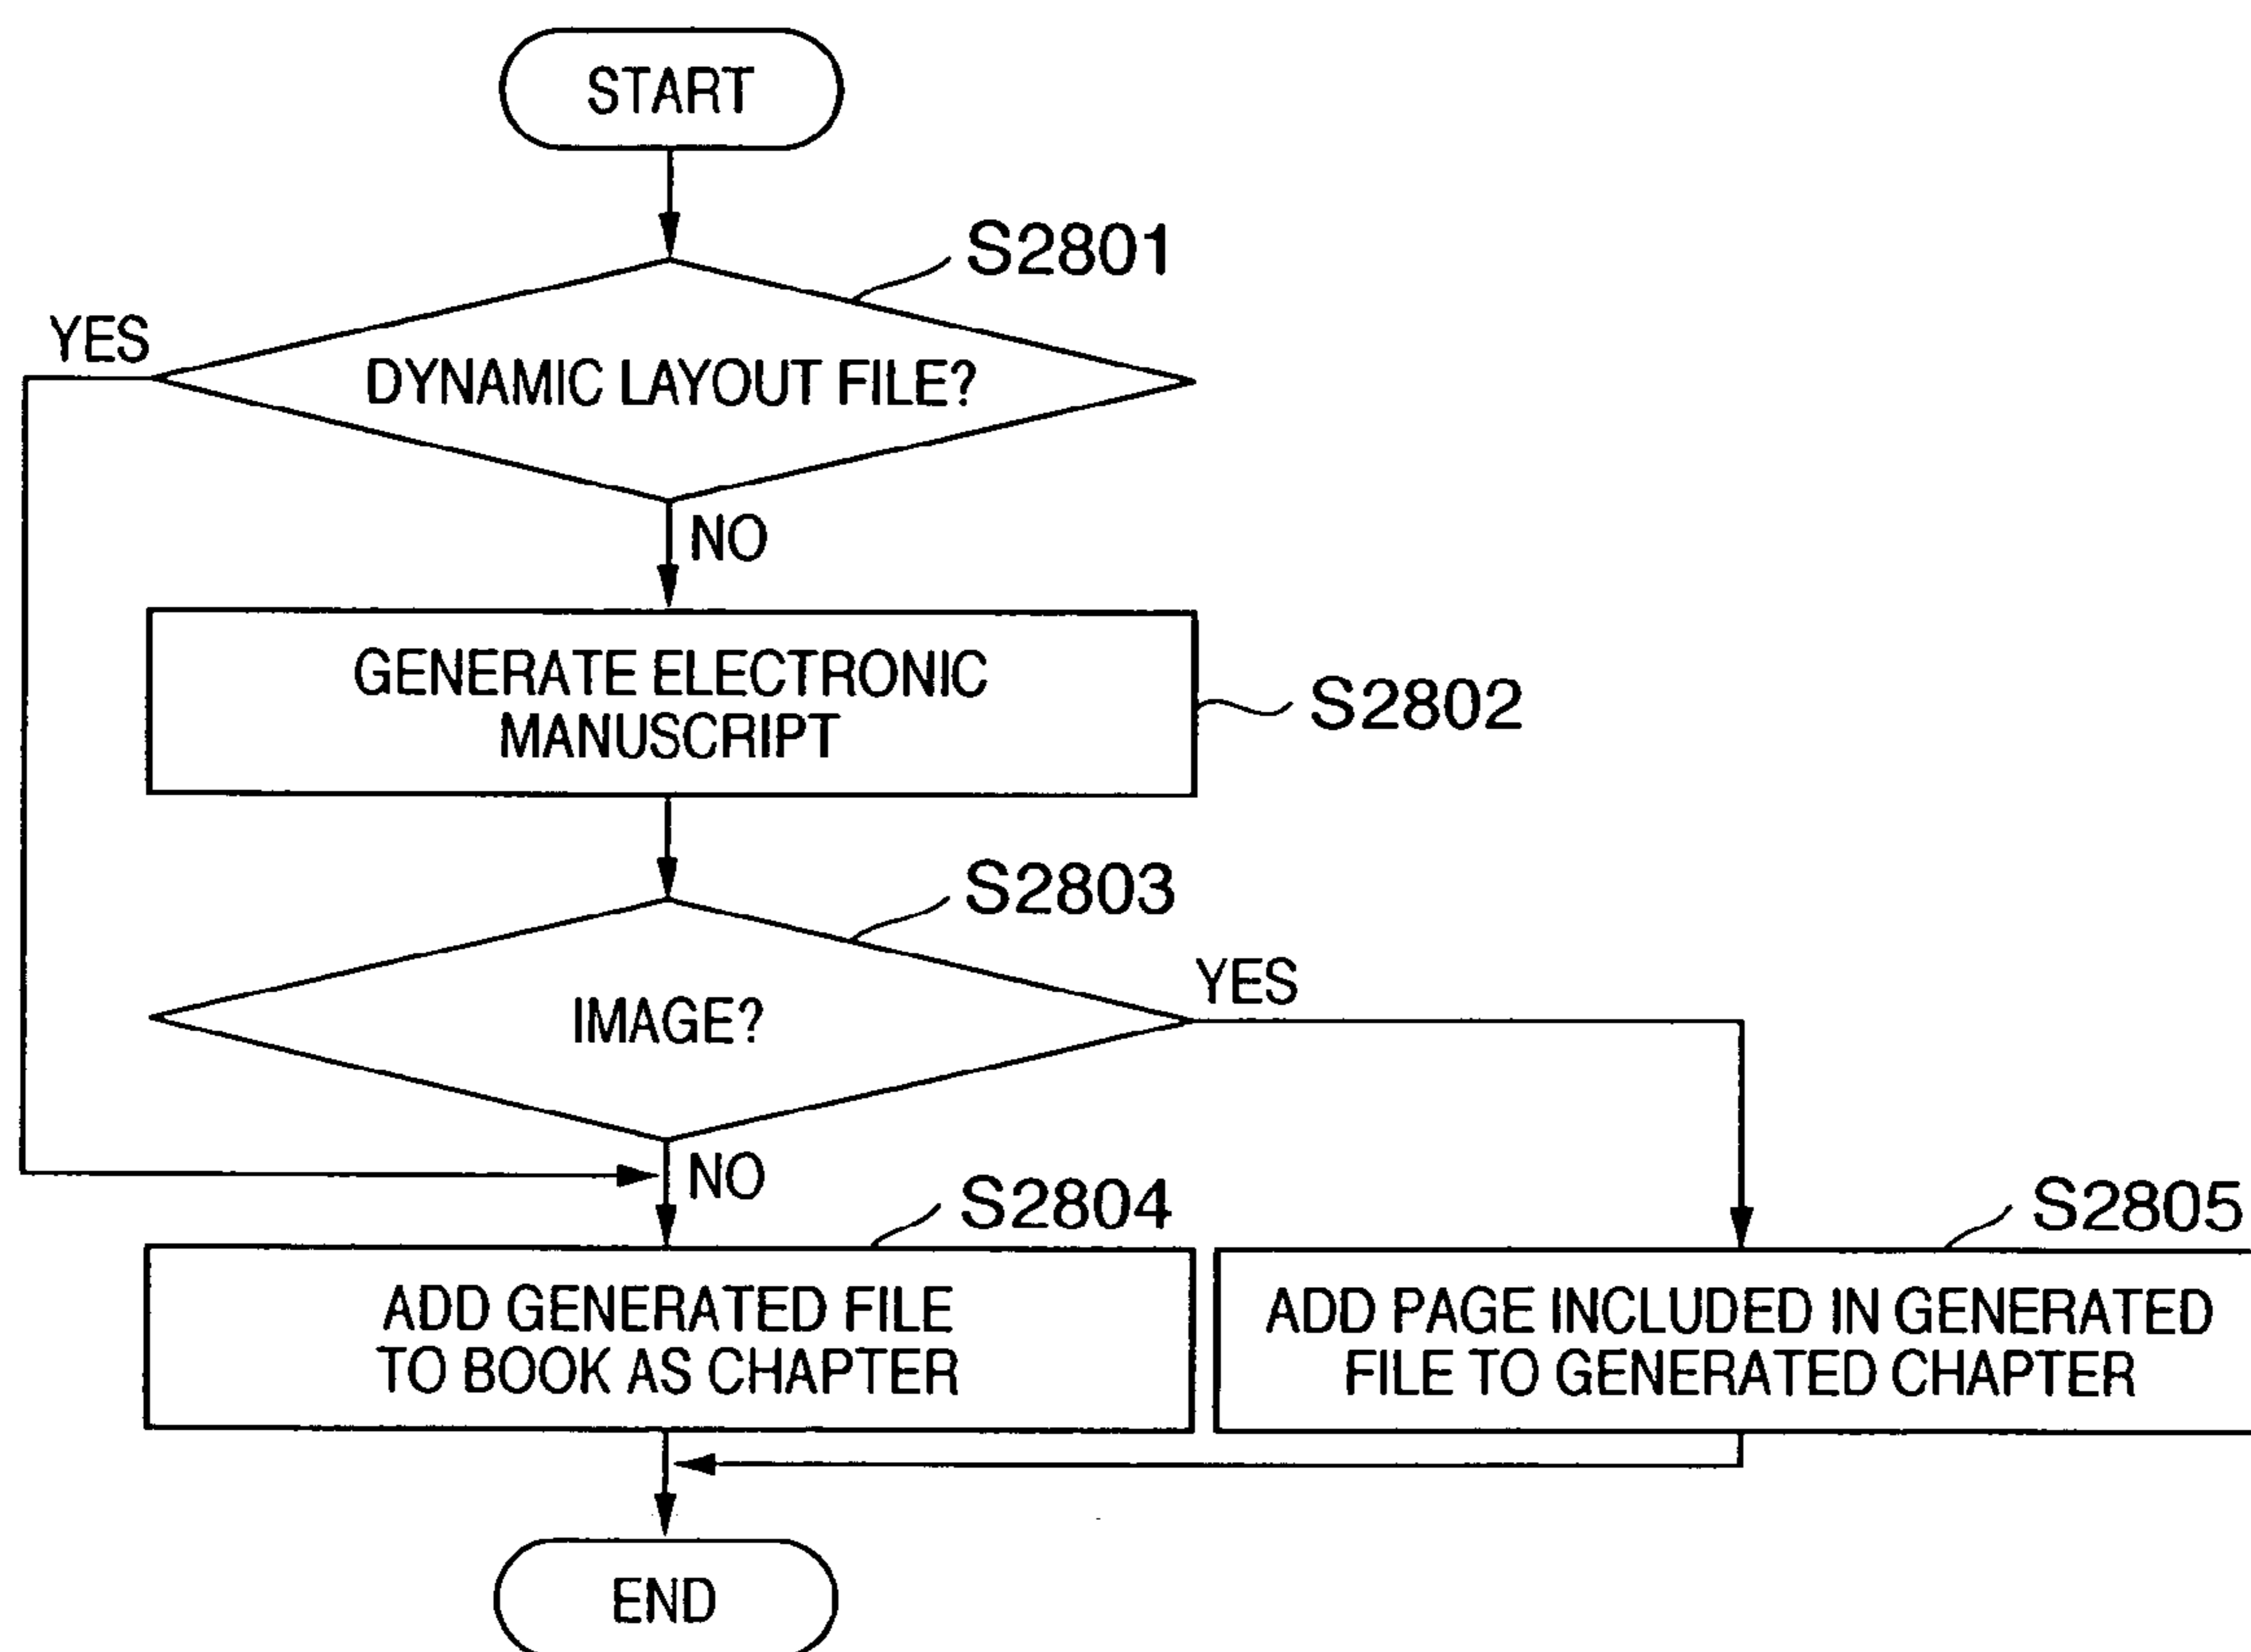 START
S2801
YES
DYNAMIC LAYOUT FILE?
NO
GENERATE ELECTRONIC
MANUSCRIPT
S2802
S2803
YES
IMAGE?
NO
S2804
S2805
ADD GENERATED FILE
TO BOOK AS CHAPTER
ADD PAGE INCLUDED IN GENERATED
FILE TO GENERATED CHAPTER
END